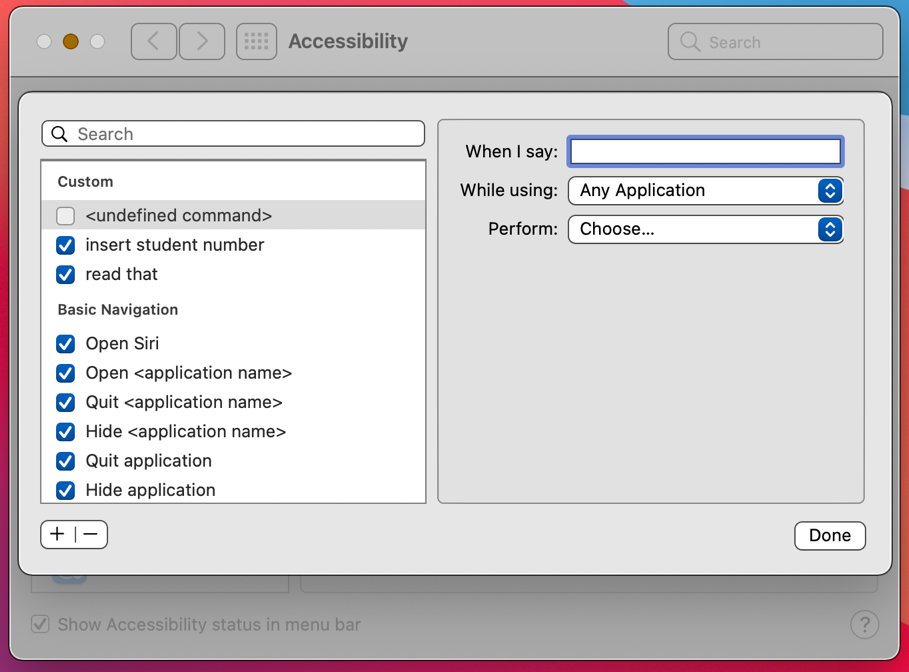 Accessibility
Search
Search
Custom
<undefined command>
insert student number
read that
Basic Navigation
Open Siri
Open <application name>
Quit <application name>
Hide <application name>
Quit application
Hide application
+ | −
When I say:
While using: Any Application
Perform: Choose...
Done
Show Accessibility status in menu bar
?